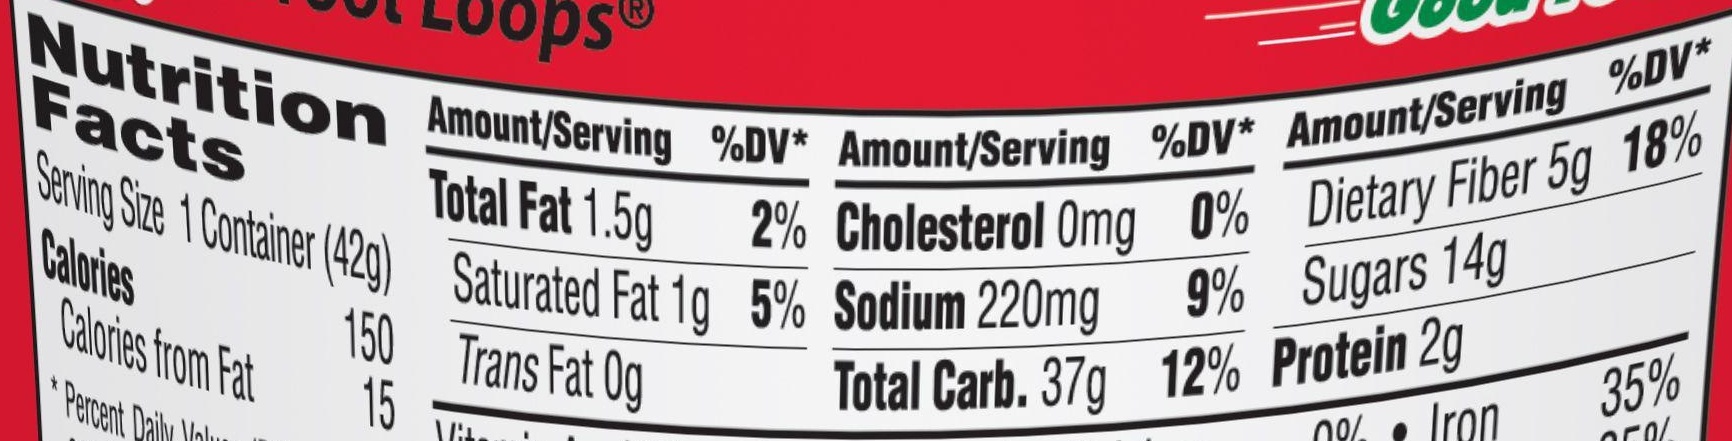 Loops®
Nutrition
Facts
Serving Size 1 Container (42g)
Calories 150
Calories from Fat 15
* Percent Daily
Amount/Serving %DV*
Total Fat 1.5g 2%
Saturated Fat 1g 5%
Trans Fat 0g
Amount/Serving %DV*
Cholesterol 0mg 0%
Sodium 220mg 9%
Total Carb. 37g 12%
Amount/Serving %DV*
Dietary Fiber 5g 18%
Sugars 14g
Protein 2g
0% • Iron 35%